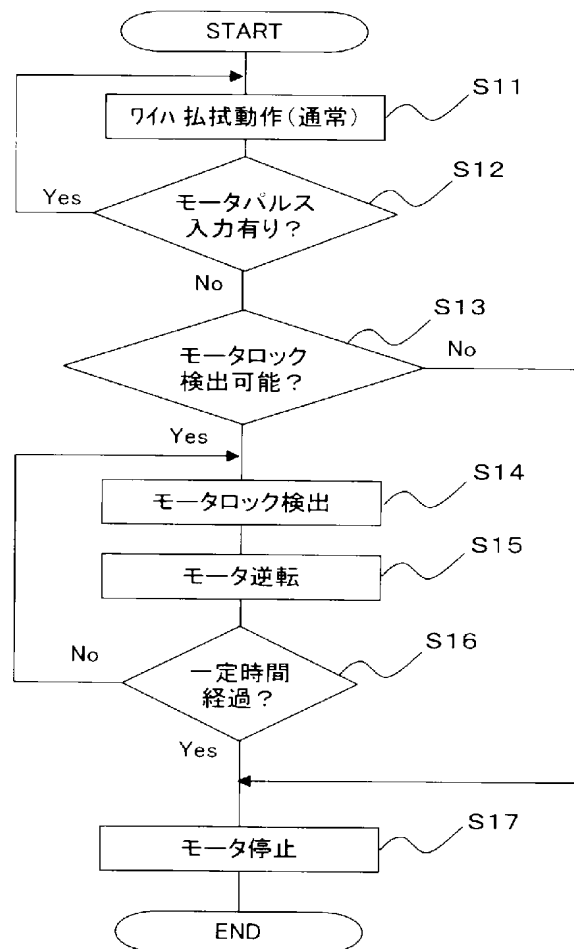 START
S11
ワイハ 払拭動作(通常)
S12
Yes
モータパルス
入力有り?
No
S13
モータロック
検出可能?
No
Yes
S14
モータロック検出
S15
モータ逆転
S16
No
一定時間
経過?
Yes
S17
モータ停止
END